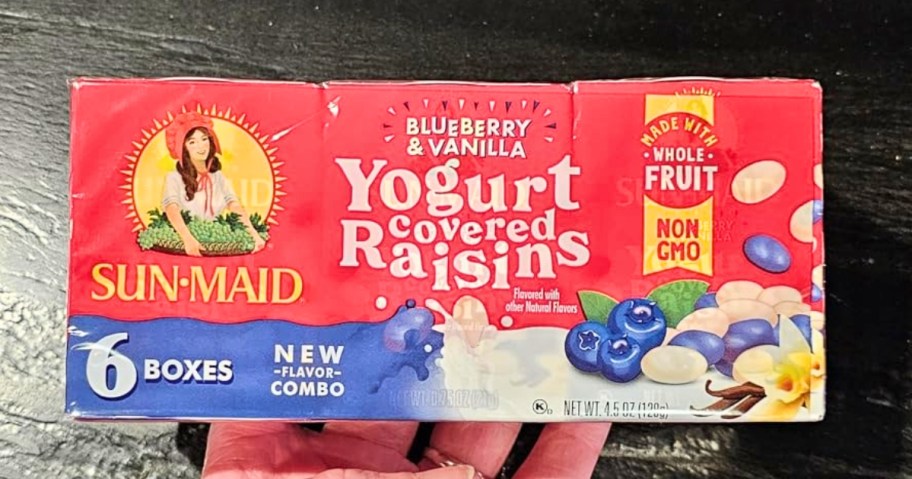 SUN•MAID
6 BOXES
NEW
-FLAVOR-
COMBO
BLUEBERRY
& VANILLA
Yogurt
covered
Raisins
Flavored with
other Natural Flavors
MADE WITH
• WHOLE •
FRUIT
NON
GMO
K D
NET WT. 4.5 OZ (128g)